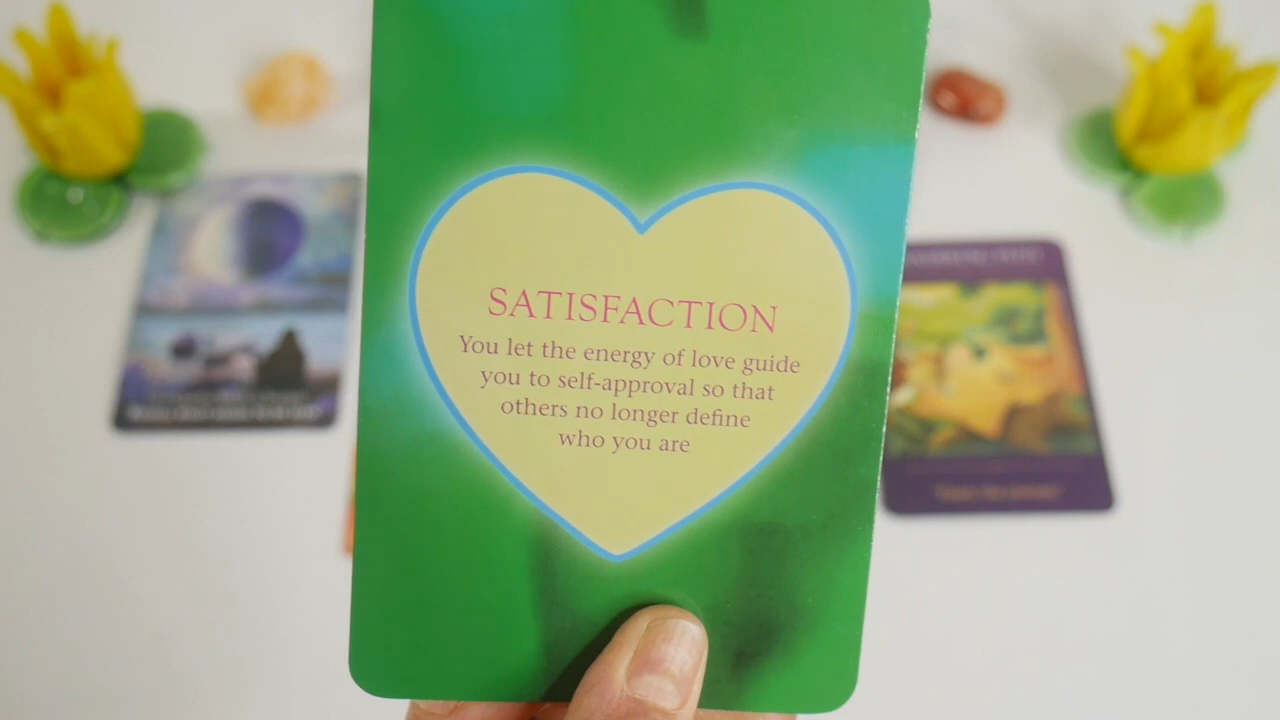 SATISFACTION
You let the energy of love guide
you to self-approval so that
others no longer define
who you are